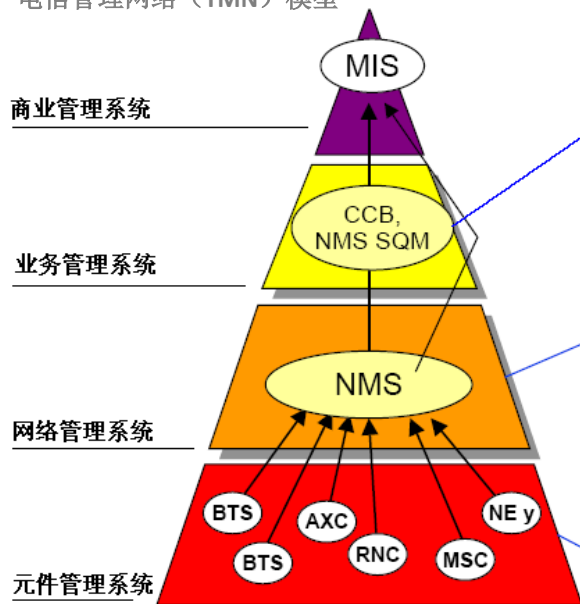 电信管理网络（TMN）模型
MIS
商业管理系统
CCB,
NMS SQM
业务管理系统
NMS
网络管理系统
BTS
AXC
NE y
BTS
RNC
MSC
元件管理系统